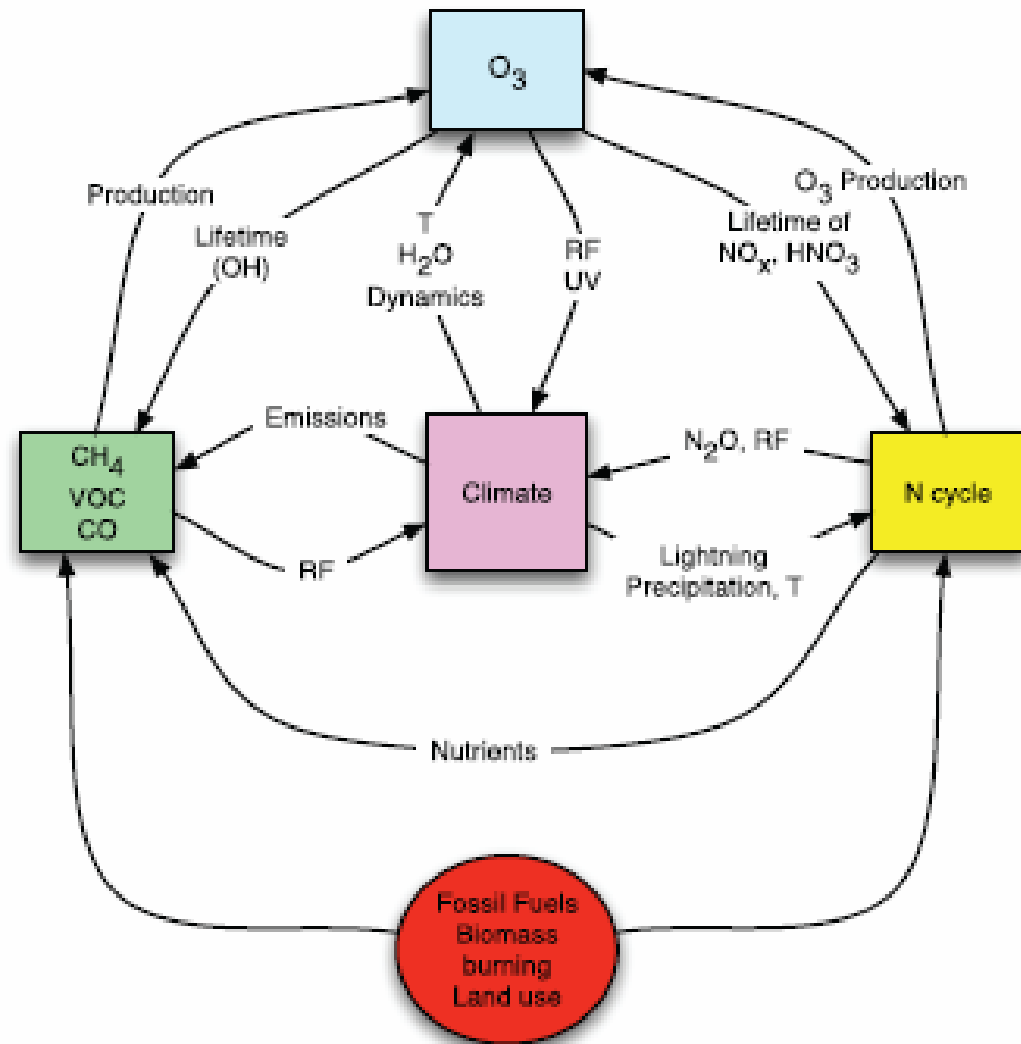 O3
Production
O3 Production
Lifetime
(OH)
T
H2O
Dynamics
RF
UV
Lifetime of
NOx, HNO3
Emissions
N2O, RF
CH4
VOC
CO
Climate
N cycle
RF
Lightning
Precipitation, T
Nutrients
Fossil Fuels
Biomass
burning
Land use